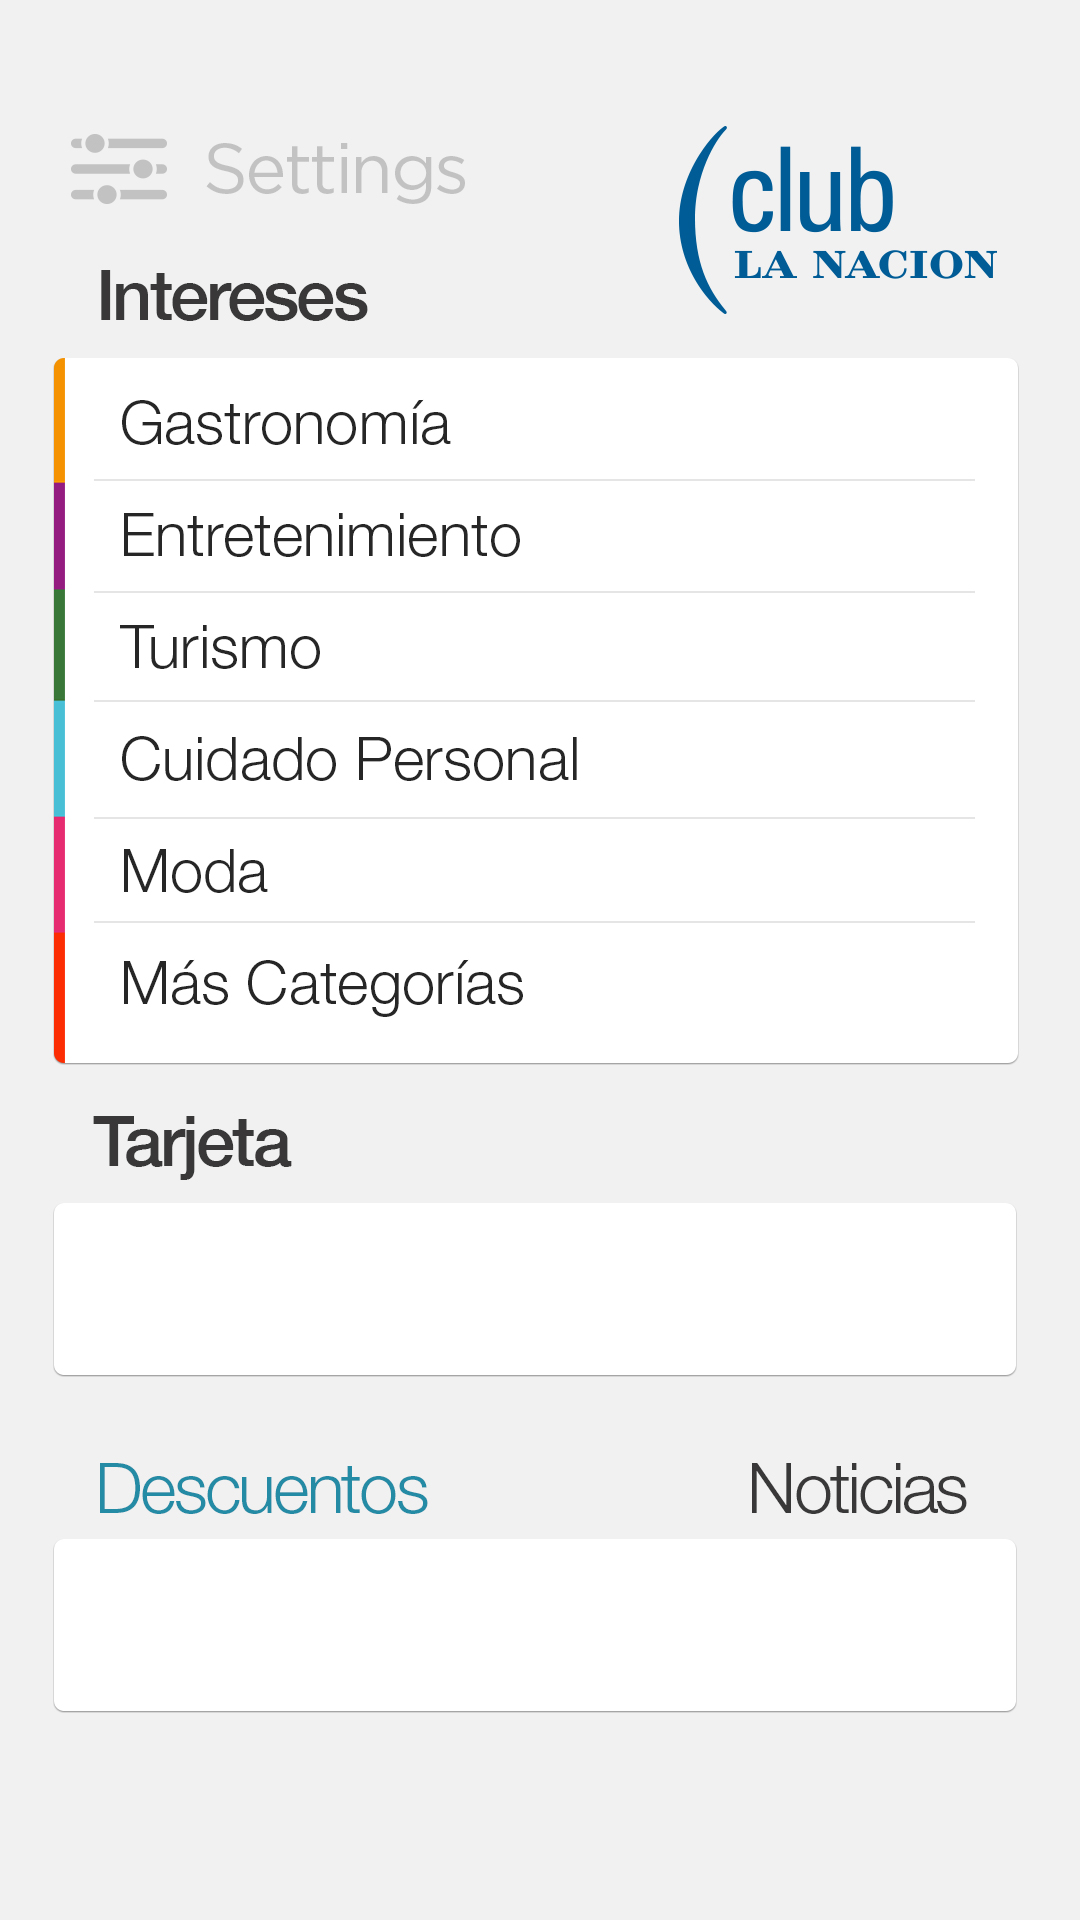 Settings
club
LA NACION
Intereses
Gastronomía
Entretenimiento
Turismo
Cuidado Personal
Moda
Más Categorías
Tarjeta
Descuentos
Noticias